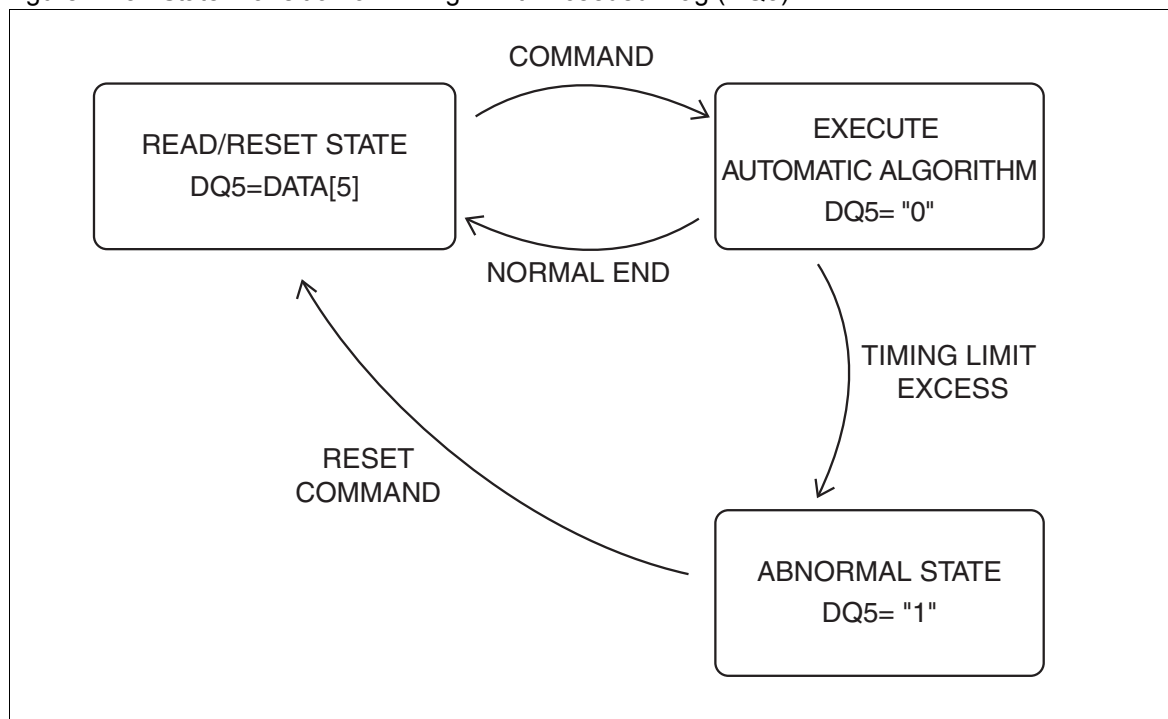 COMMAND
READ/RESET STATE
DQ5=DATA[5]
EXECUTE
AUTOMATIC ALGORITHM
DQ5= "0"
NORMAL END
TIMING LIMIT
EXCESS
RESET
COMMAND
ABNORMAL STATE
DQ5= "1"